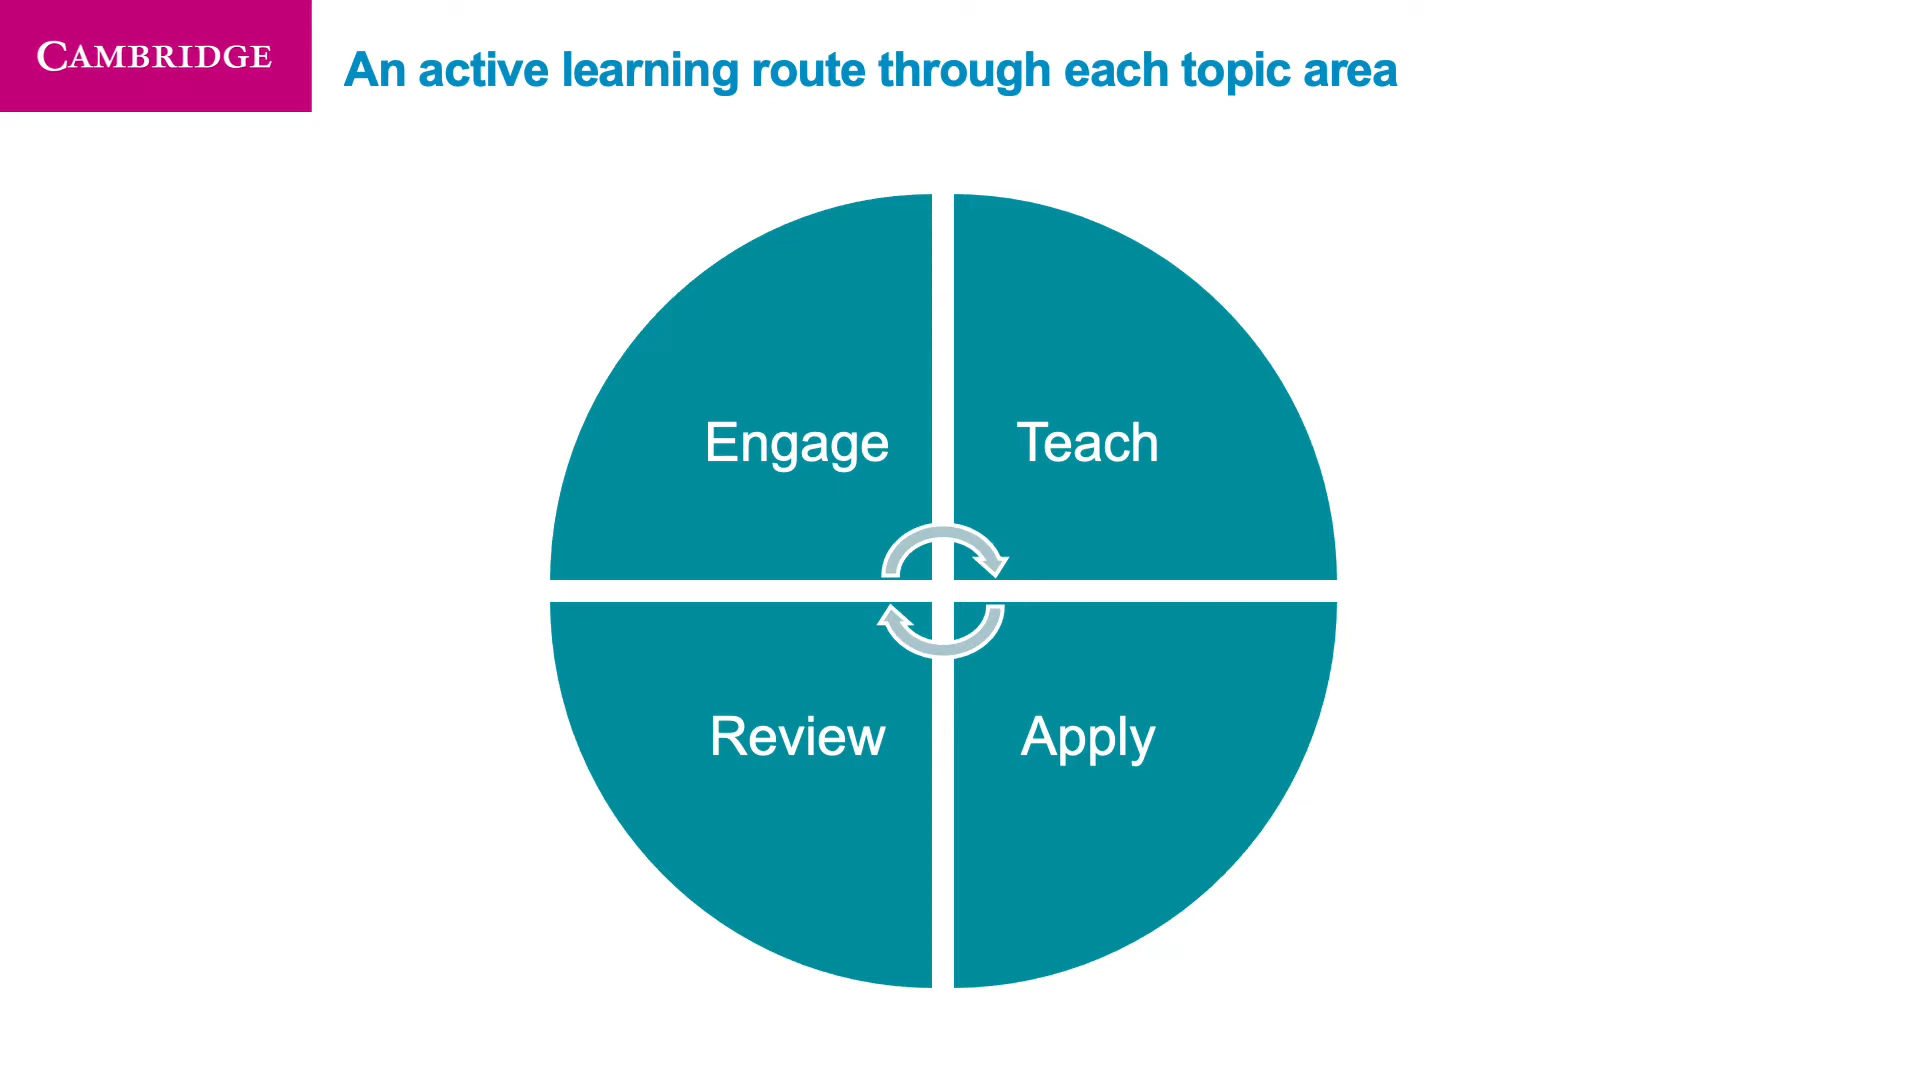 CAMBRIDGE
An active learning route through each topic area
Engage
Teach
Review
Apply